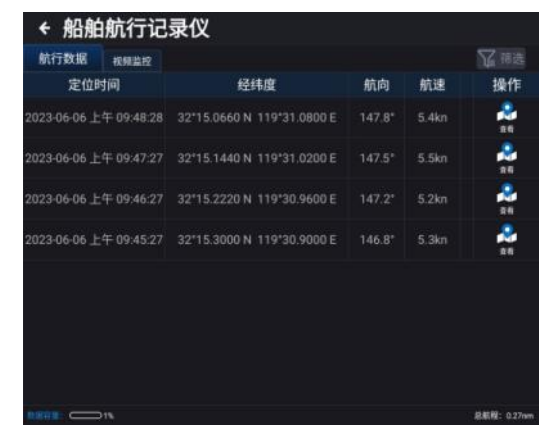 船舶航行记录仪
航行数据 视频监控 筛选
定位时间 经纬度 航向 航速 操作
2023-06-06 上午 09:48:28 32°15.0660 N 119°31.0800 E 147.8° 5.4kn 查看
2023-06-06 上午 09:47:27 32°15.1440 N 119°31.0200 E 147.5° 5.5kn 查看
2023-06-06 上午 09:46:27 32°15.2220 N 119°30.9600 E 147.2° 5.2kn 查看
2023-06-06 上午 09:45:27 32°15.3000 N 119°30.9000 E 146.8° 5.3kn 查看
数据容量: 1% 总航程: 0.27nm